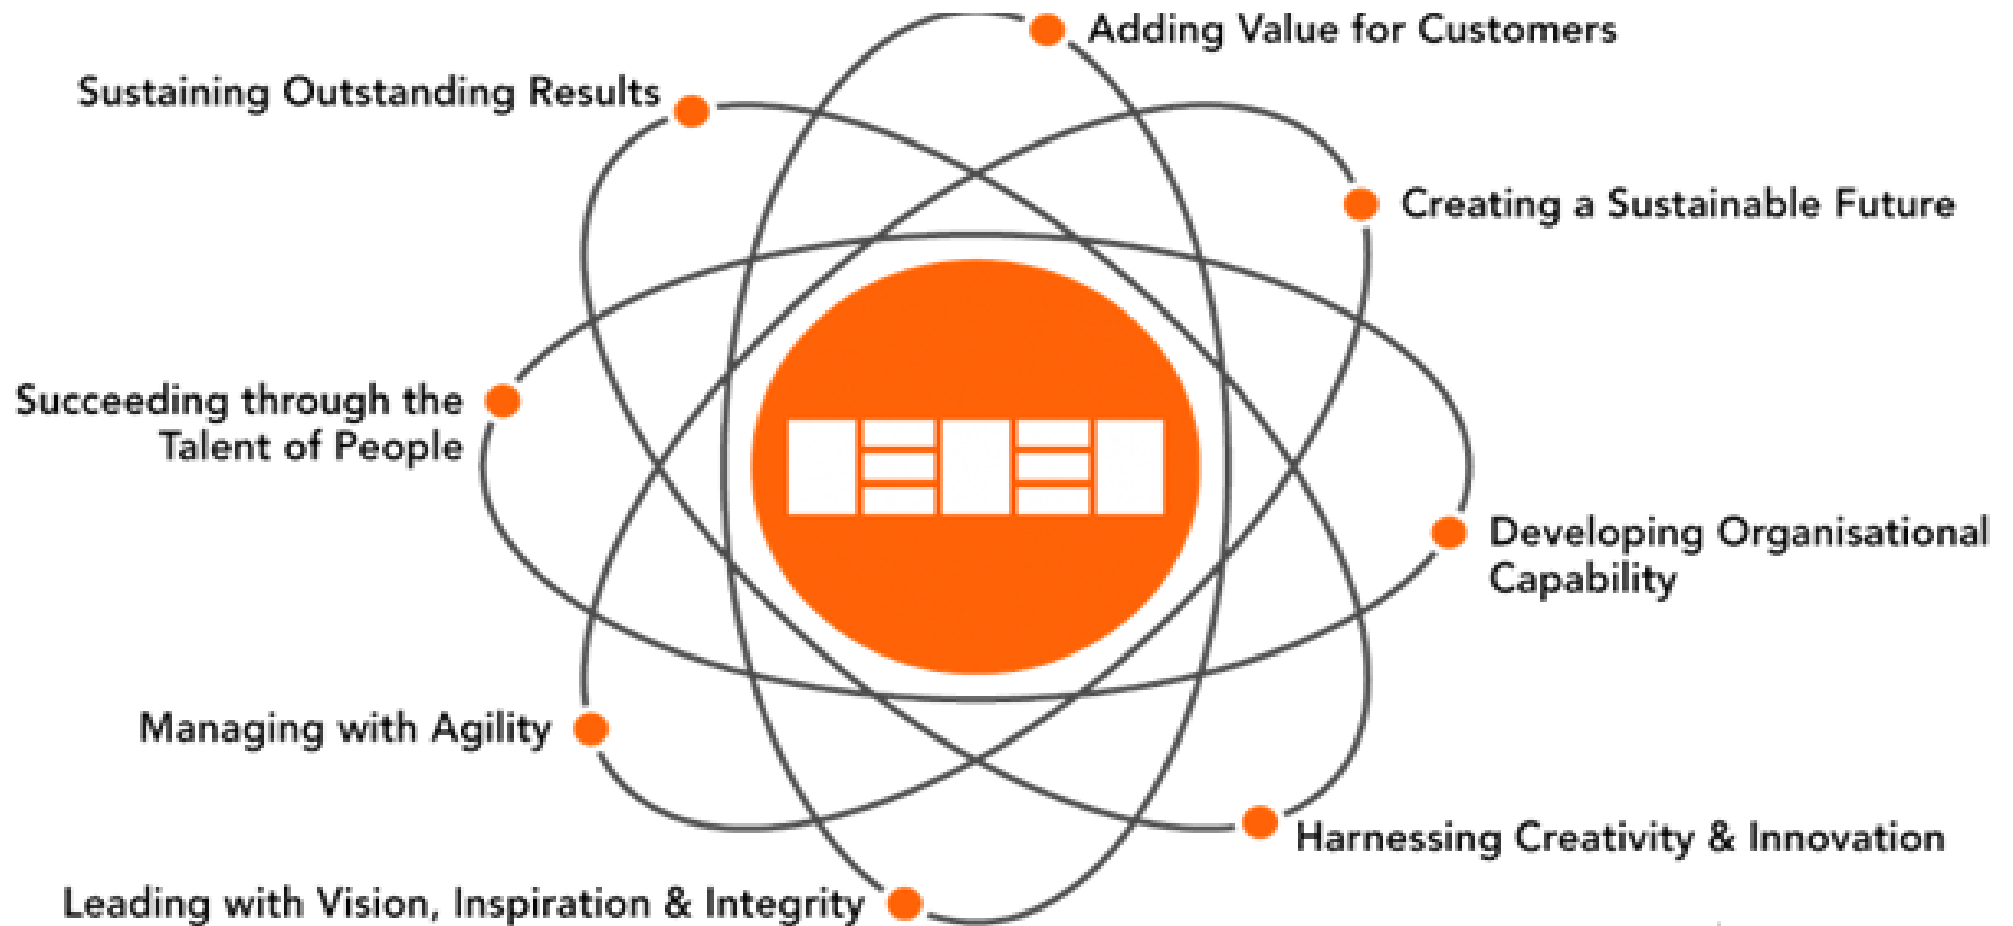 Adding Value for Customers
Sustaining Outstanding Results
Creating a Sustainable Future
Succeeding through the
Talent of People
Developing Organisational
Capability
Managing with Agility
Harnessing Creativity & Innovation
Leading with Vision, Inspiration & Integrity